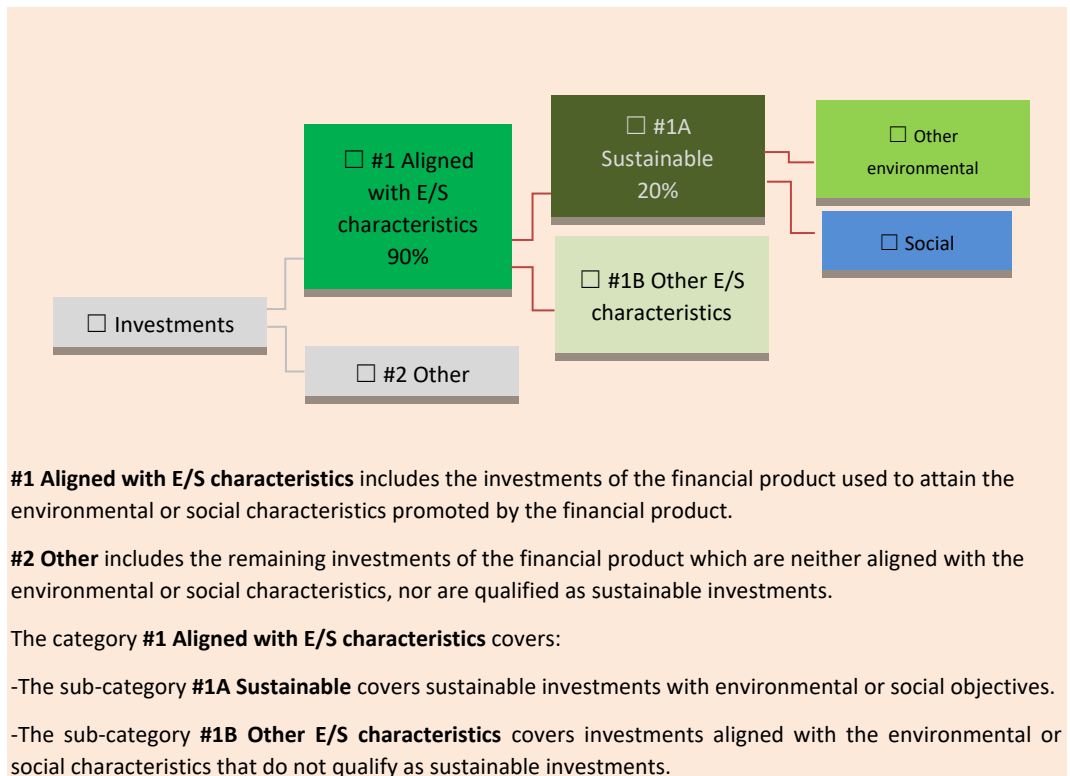 ☐ #1A
Sustainable
20%
☐ Other
environmental
☐ #1 Aligned
with E/S
characteristics
90%
☐ Social
☐ #1B Other E/S
characteristics
☐ Investments
☐ #2 Other
#1 Aligned with E/S characteristics includes the investments of the financial product used to attain the
environmental or social characteristics promoted by the financial product.
#2 Other includes the remaining investments of the financial product which are neither aligned with the
environmental or social characteristics, nor are qualified as sustainable investments.
The category #1 Aligned with E/S characteristics covers:
-The sub-category #1A Sustainable covers sustainable investments with environmental or social objectives.
-The sub-category #1B Other E/S characteristics covers investments aligned with the environmental or
social characteristics that do not qualify as sustainable investments.